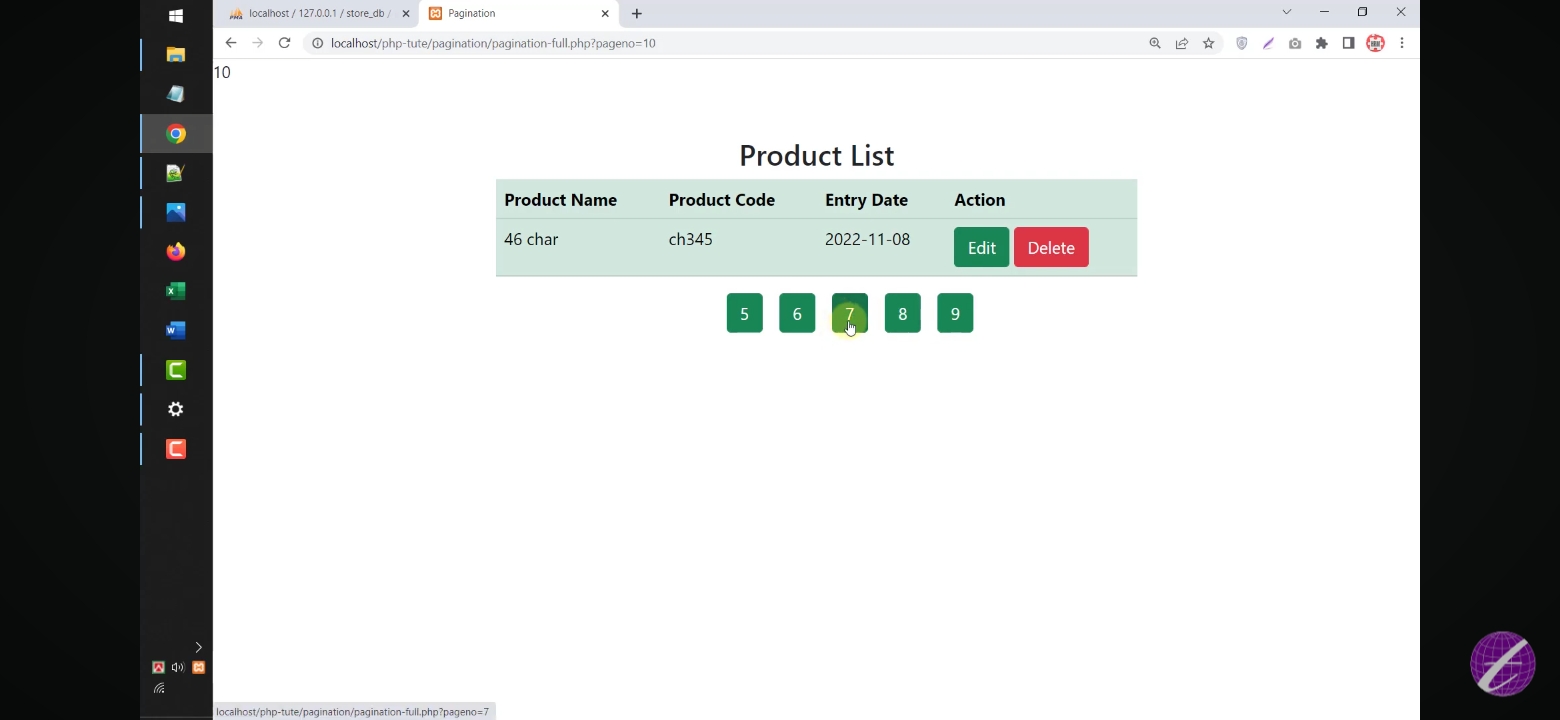 localhost / 127.0.0.1 / store_db /
Pagination
localhost/php-tute/pagination/pagination-full.php?pageno=10
10
Product List
Product Name Product Code Entry Date Action
46 char ch345 2022-11-08 Edit Delete
5 6 7 8 9
localhost/php-tute/pagination/pagination-full.php?pageno=7